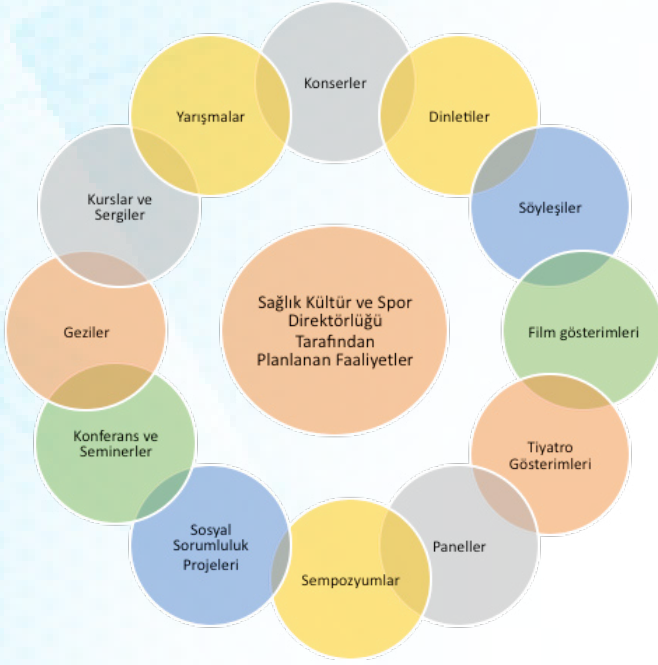 Konserler
Dinletiler
Söyleşiler
Film gösterimleri
Tiyatro
Gösterimleri
Paneller
Sempozyumlar
Sosyal
Sorumluluk
Projeleri
Konferans ve
Seminerler
Geziler
Kurslar ve
Sergiler
Yarışmalar
Sağlık Kültür ve Spor
Direktörlüğü
Tarafından
Planlanan Faaliyetler